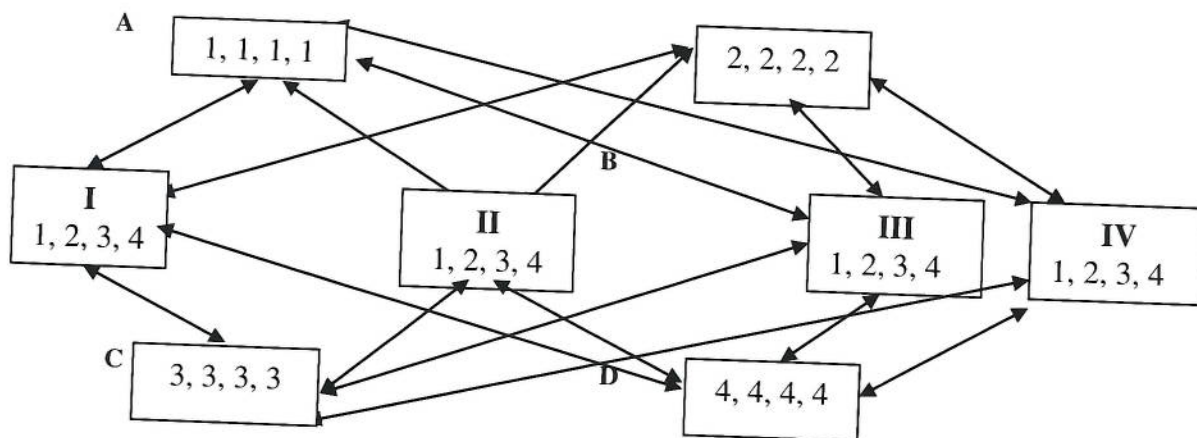 A
1, 1, 1, 1
2, 2, 2, 2
B
I
1, 2, 3, 4
II
1, 2, 3, 4
III
1, 2, 3, 4
IV
1, 2, 3, 4
C
3, 3, 3, 3
D
4, 4, 4, 4